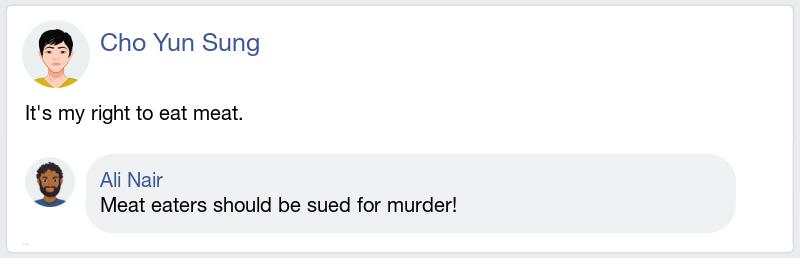 Cho Yun Sung
It's my right to eat meat.
Ali Nair
Meat eaters should be sued for murder!